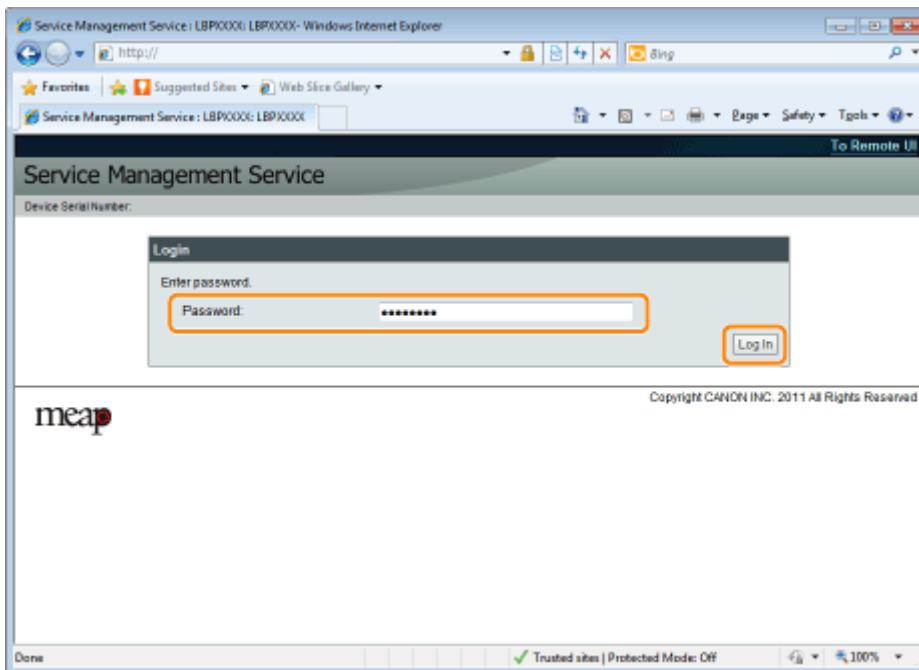 Service Management Service : LBPXXXX: LBPXXXX- Windows Internet Explorer
http://
Bing
Favorites Suggested Sites Web Slice Gallery
Service Management Service : LBPXXXX: LBPXXXX Page Safety Tools
To Remote UI
Service Management Service
Device Serial Number:
Login
Enter password.
Password: ••••••••
Log In
Copyright CANON INC. 2011 All Rights Reserved
meap
Done Trusted sites | Protected Mode: Off 100%